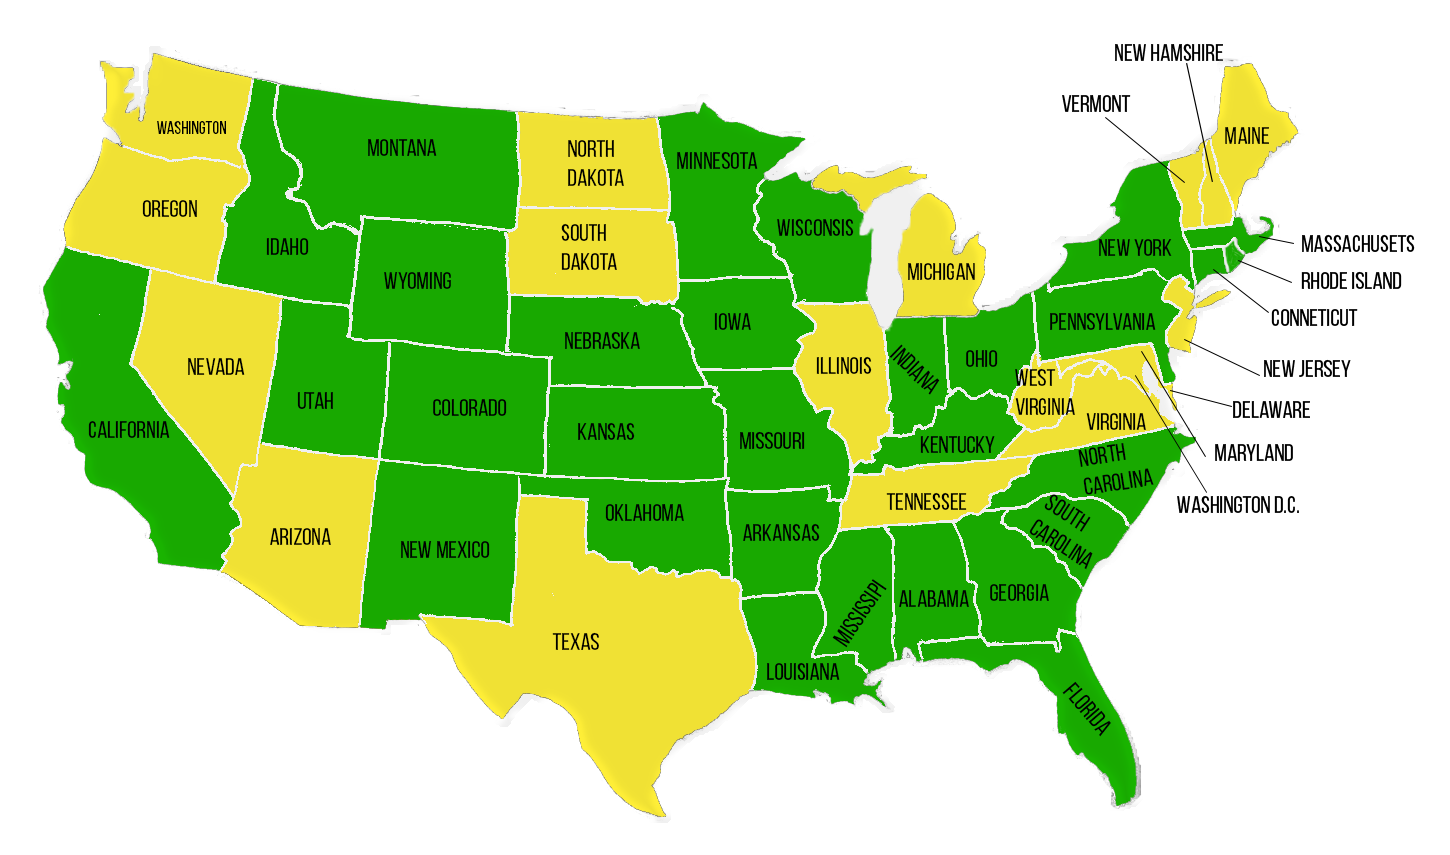 NEW HAMSHIRE
VERMONT
MAINE
WASHINGTON
MONTANA
NORTH
DAKOTA
MINNESOTA
OREGON
IDAHO
SOUTH
DAKOTA
WISCONSIS
NEW YORK
MASSACHUSETS
WYOMING
MICHIGAN
RHODE ISLAND
CONNETICUT
NEBRASKA
IOWA
PENNSYLVANIA
NEVADA
ILLINOIS
INDIANA
OHIO
NEW JERSEY
UTAH
COLORADO
WEST
VIRGINIA
DELAWARE
CALIFORNIA
KANSAS
MISSOURI
KENTUCKY
VIRGINIA
MARYLAND
NORTH
CAROLINA
WASHINGTON D.C.
ARIZONA
NEW MEXICO
OKLAHOMA
ARKANSAS
TENNESSEE
SOUTH
CAROLINA
TEXAS
LOUISIANA
MISSISSIPI
ALABAMA
GEORGIA
FLORIDA